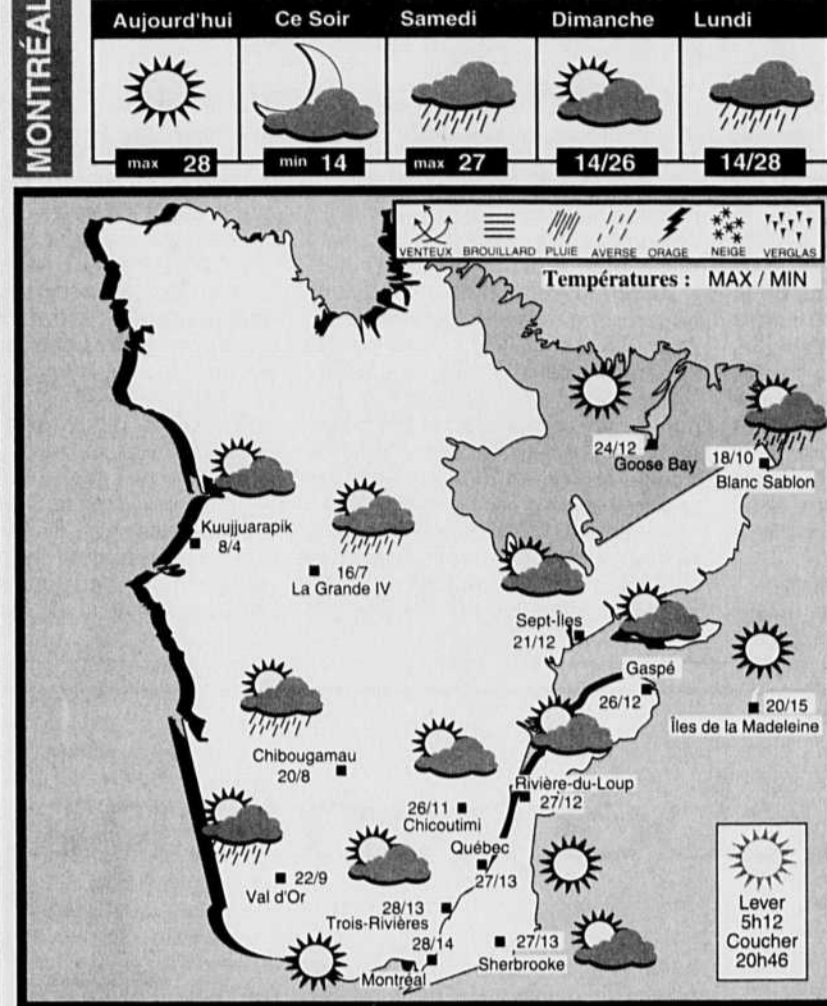 MONTRÉAL
Aujourd'hui Ce Soir Samedi Dimanche Lundi
max 28 min 14 max 27 14/26 14/28
VENTEUX BROUILLARD PLUIE AVERSE ORAGE NEIGE VERGLAS
Températures : MAX / MIN
24/12
Goose Bay
18/10
Blanc Sablon
Kuujjuarapik
8/4
16/7
La Grande IV
Sept-Îles
21/12
Gaspé
26/12
20/15
Îles de la Madeleine
Chibougamau
20/8
Rivière-du-Loup
27/12
26/11
Chicoutimi
Québec
27/13
22/9
Val d'Or
28/13
Trois-Rivières
28/14
Montréal
27/13
Sherbrooke
Lever
5h12
Coucher
20h46